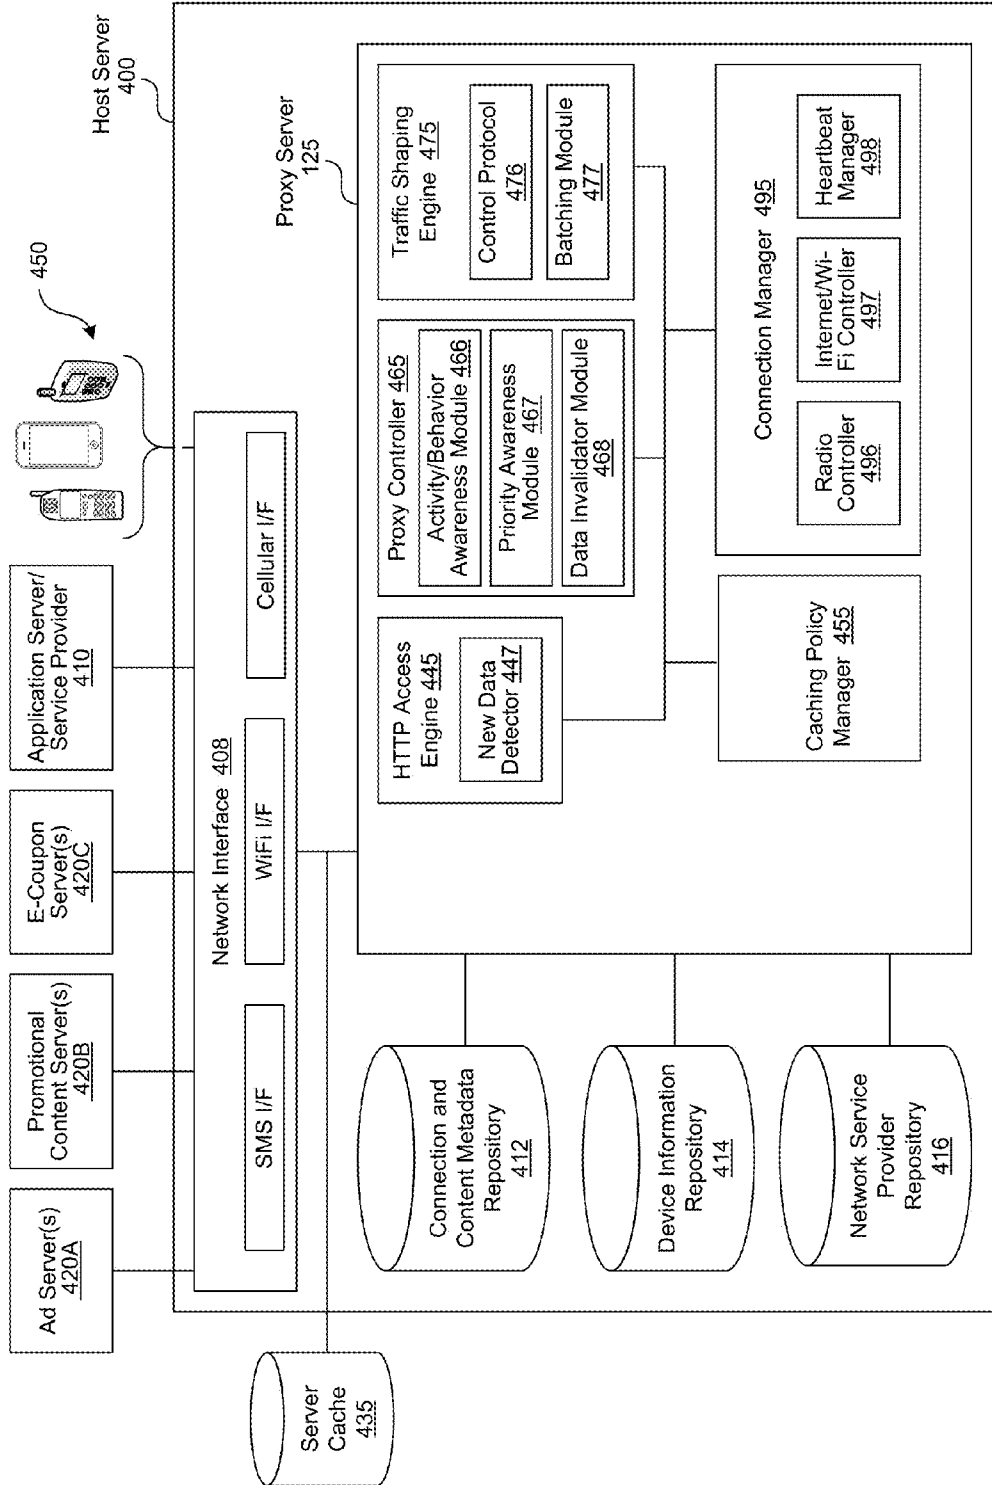 Ad Server(s)
420A
Promotional
Content Server(s)
420B
E-Coupon
Server(s)
420C
Application Server/
Service Provider
410
450
Host Server
400
Network Interface 408
SMS I/F
WiFi I/F
Cellular I/F
Server
Cache
435
Proxy Server
125
Connection and
Content Metadata
Repository
412
Device Information
Repository
414
Network Service
Provider
Repository
416
HTTP Access
Engine 445
New Data
Detector 447
Proxy Controller 465
Activity/Behavior
Awareness Module 466
Priority Awareness
Module 467
Data Invalidator Module
468
Traffic Shaping
Engine 475
Control Protocol
476
Batching Module
477
Caching Policy
Manager 455
Connection Manager 495
Radio
Controller
496
Internet/Wi-
Fi Controller
497
Heartbeat
Manager
498